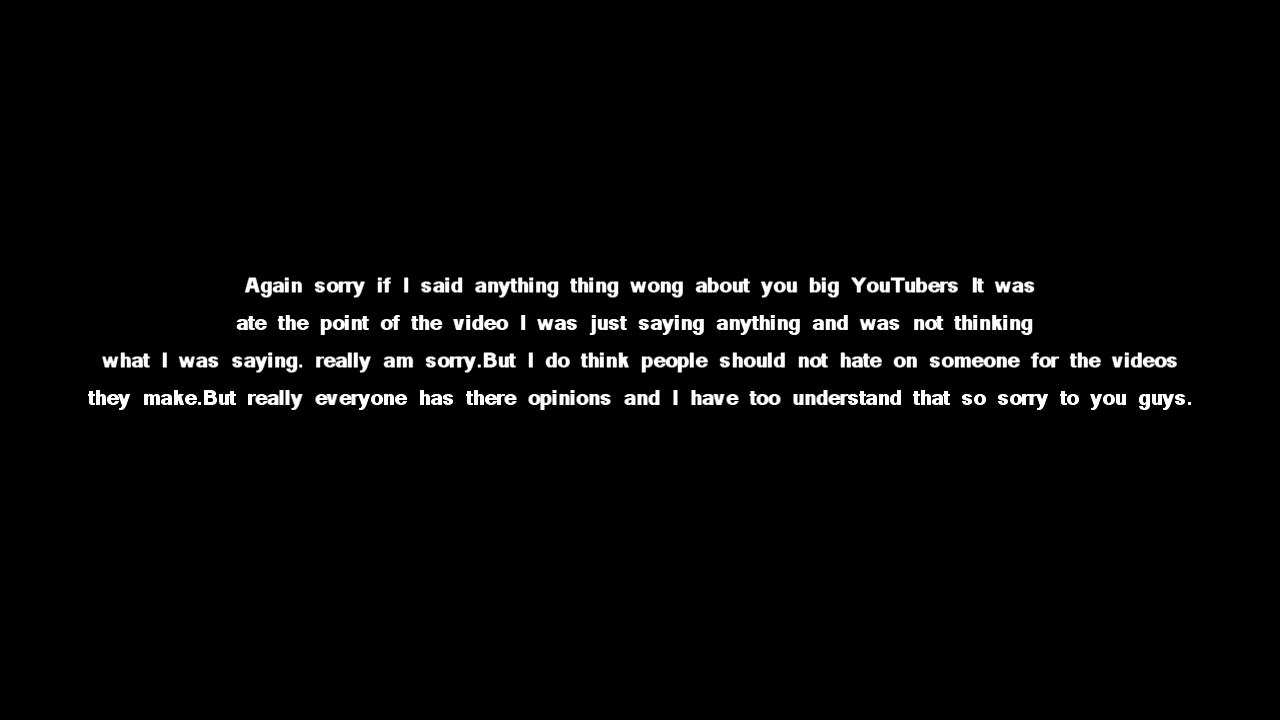 Again sorry if I said anything thing wong about you big YouTubers It was
ate the point of the video I was just saying anything and was not thinking
what I was saying. really am sorry.But I do think people should not hate on someone for the videos
they make.But really everyone has there opinions and I have too understand that so sorry to you guys.